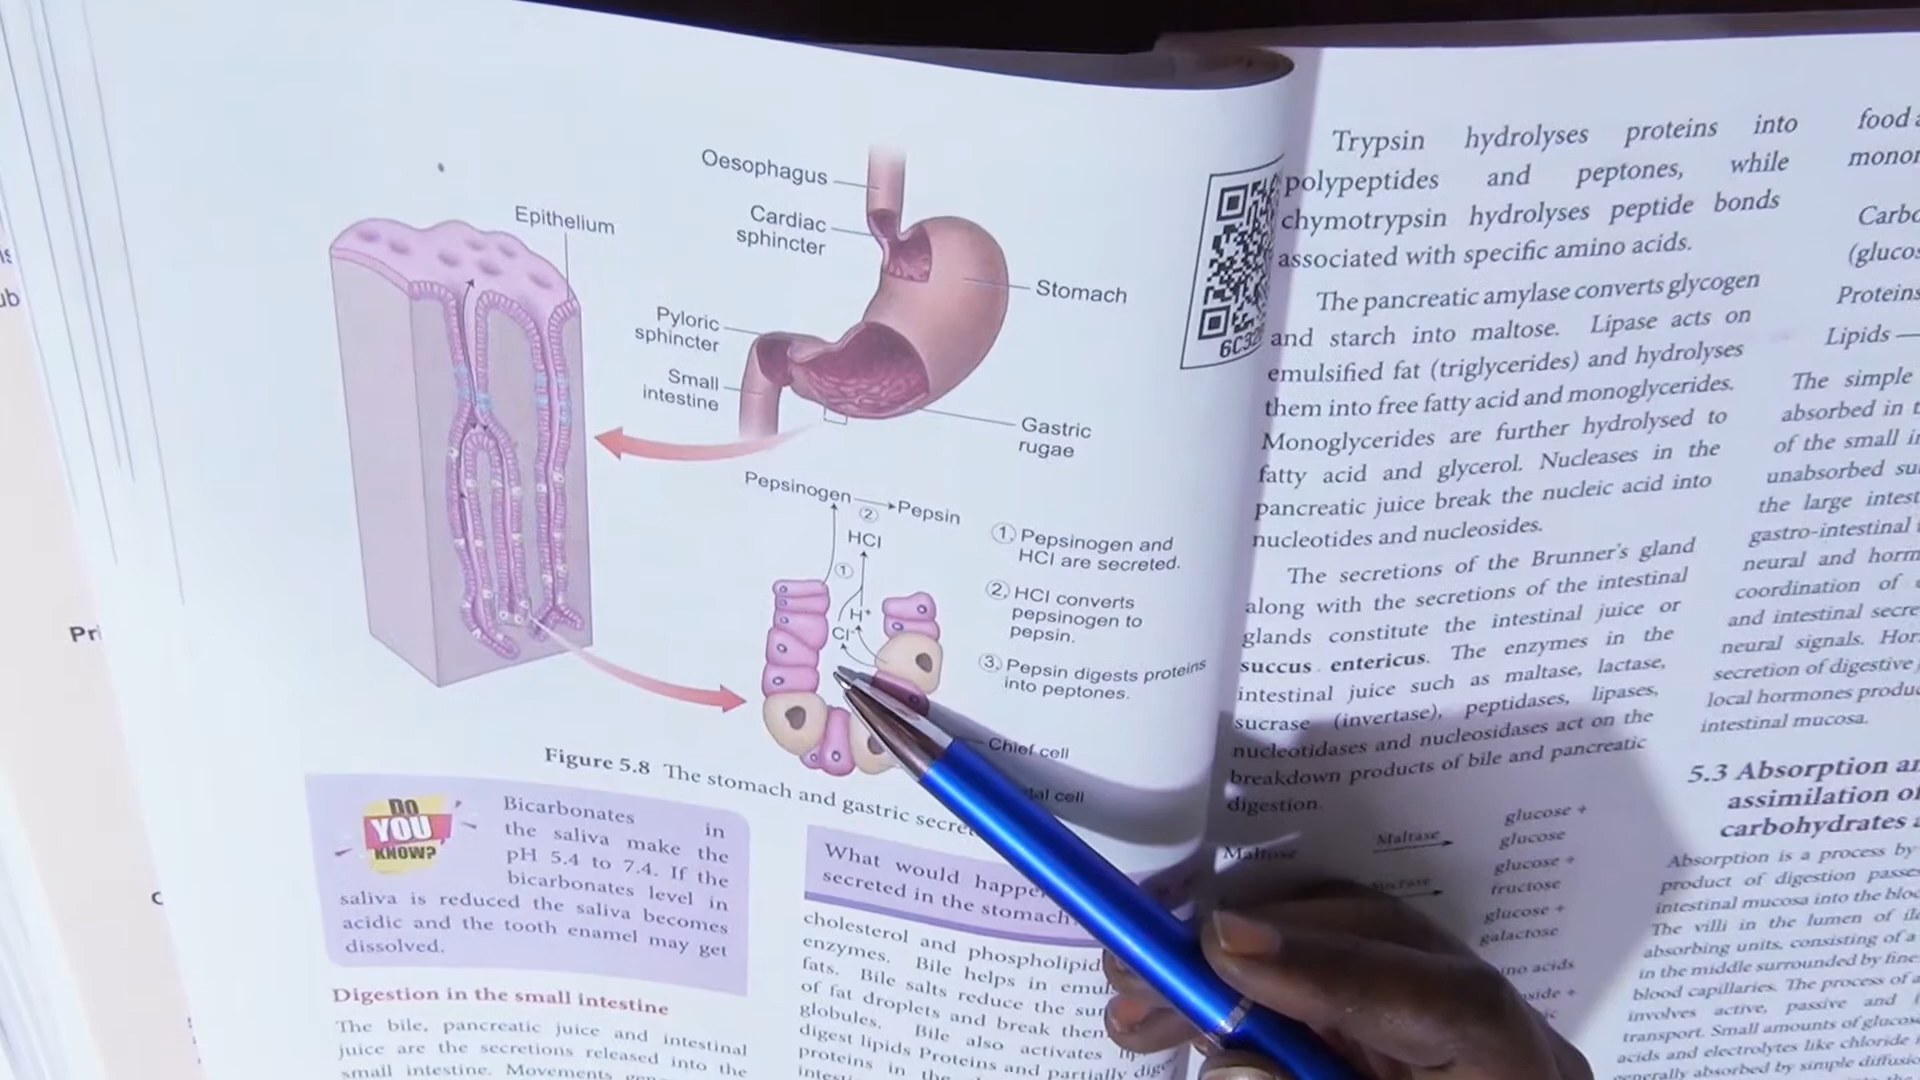 Oesophagus
Cardiac
sphincter
Epithelium
Stomach
Pyloric
sphincter
Small
intestine
Gastric
rugae
Pepsinogen
Pepsin
②
HCl
①
H⁺
Cl⁻
① Pepsinogen and
HCl are secreted.
② HCl converts
pepsinogen to
pepsin.
③ Pepsin digests proteins
into peptones.
Chief cell
cell
Figure 5.8 The stomach and gastric
DO
YOU
KNOW?
Bicarbonates in
the saliva make the
pH 5.4 to 7.4. If the
bicarbonates level in
saliva is reduced the saliva becomes
acidic and the tooth enamel may get
dissolved.
Digestion in the small intestine
The bile, pancreatic juice and intestinal
juice are the secretions released into the
small intestine. Movements
What would
secreted in the stomach
cholesterol and phospholipid
enzymes. Bile helps in
fats. Bile salts reduce the
of fat droplets and break
globules. Bile also activates
digest lipids Proteins and partially
proteins in the
Trypsin hydrolyses proteins into
polypeptides and peptones, while
chymotrypsin hydrolyses peptide bonds
associated with specific amino acids.
The pancreatic amylase converts glycogen
and starch into maltose. Lipase acts on
emulsified fat (triglycerides) and hydrolyses
them into free fatty acid and monoglycerides.
Monoglycerides are further hydrolysed to
fatty acid and glycerol. Nucleases in the
pancreatic juice break the nucleic acid into
nucleotides and nucleosides.
The secretions of the Brunner's gland
along with the secretions of the intestinal
glands constitute the intestinal juice or
succus entericus. The enzymes in the
intestinal juice such as maltase, lactase,
sucrase (invertase), peptidases, lipases,
nucleotidases and nucleosidases act on the
breakdown products of bile and pancreatic
digestion.
Maltose Maltase glucose +
glucose
glucose +
fructose
glucose +
galactose
acids
food
Carbo
Proteins
Lipids
The simple
absorbed in
of the small
unabsorbed
the large
gastro-intestinal
neural and
coordination of
and intestinal
neural signals.
secretion of digestive
local hormones
intestinal mucosa.
5.3 Absorption
assimilation
carbohydrates
Absorption is a process by
product of digestion
intestinal mucosa into the
The villi in the lumen of
absorbing units, consisting of a
in the middle surrounded by
blood capillaries. The process of
involves active, passive and
transport. Small amounts of
acids and electrolytes like chloride
generally absorbed by simple